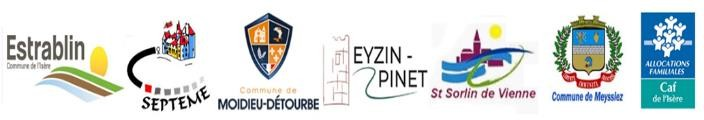 Estrablin
Commune de l'Isère
SEPTEME
Commune de
MOIDIEU-DÉTOURBE
EYZIN -
PINET
St Sorlin de Vienne
Commune de Meyssiez
ALLOCATIONS
FAMILIALES
Caf
de l'Isère